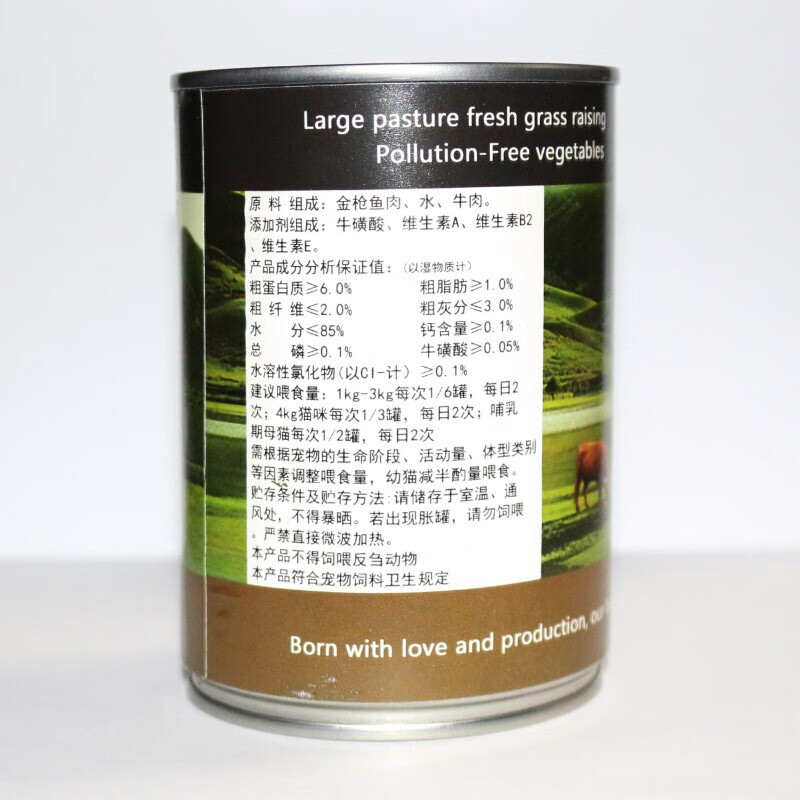 Large pasture fresh grass raising
Pollution-Free vegetables
原 料 组成：金枪鱼肉、水、牛肉。
添加剂组成：牛磺酸、维生素A、维生素B2
、维生素E。
产品成分分析保证值：（以湿物质计）
粗蛋白质≥6.0% 粗脂肪≥1.0%
粗 纤 维≤2.0% 粗灰分≤3.0%
水 分≤85% 钙含量≥0.1%
总 磷≥0.1% 牛磺酸≥0.05%
水溶性氯化物(以Cl-计) ≥0.1%
建议喂食量：1kg-3kg每次1/6罐，每日2
次；4kg猫咪每次1/3罐，每日2次；哺乳
期母猫每次1/2罐，每日2次
需根据宠物的生命阶段、活动量、体型类别
等因素调整喂食量，幼猫减半酌量喂食。
贮存条件及贮存方法:请储存于室温、通
风处，不得暴晒。若出现胀罐，请勿饲喂
。严禁直接微波加热。
本产品不得饲喂反刍动物
本产品符合宠物饲料卫生规定
Born with love and production, our